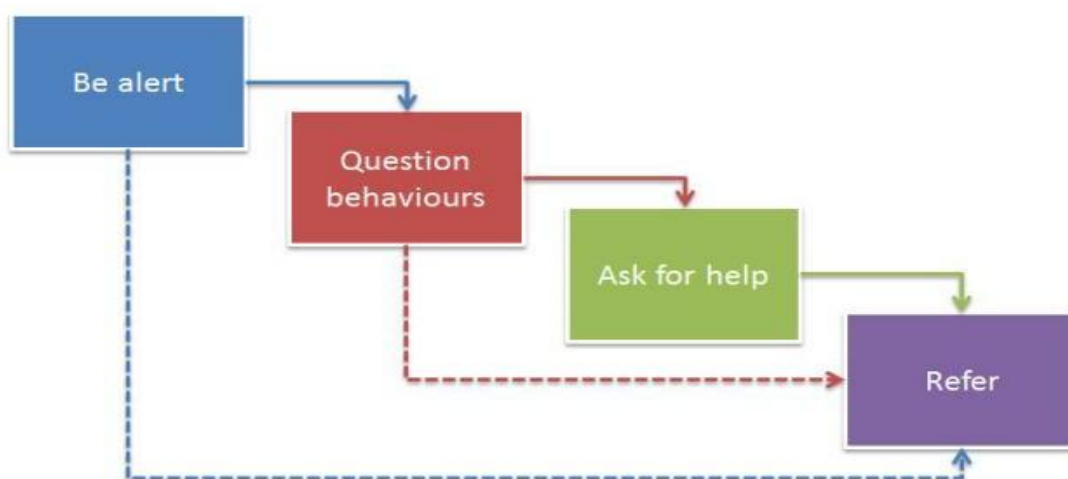 Be alert
Question
behaviours
Ask for help
Refer